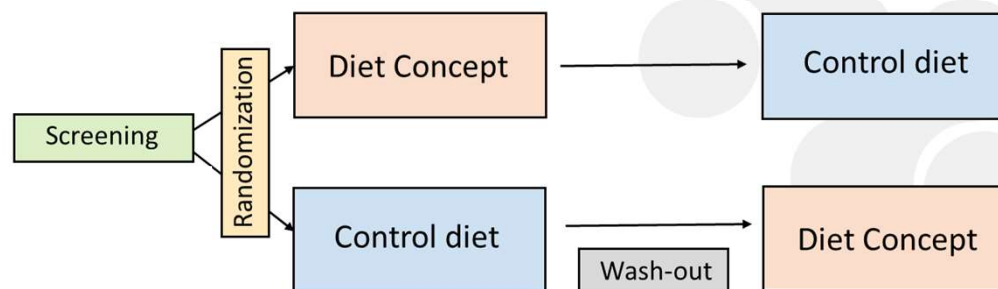 Diet Concept
Control diet
Screening
Randomization
Control diet
Wash-out
Diet Concept